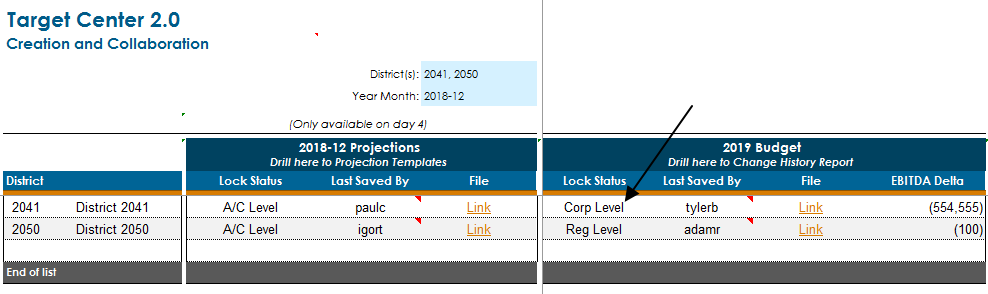 Target Center 2.0
Creation and Collaboration
District(s): 2041, 2050
Year Month: 2018-12
(Only available on day 4)
2018-12 Projections 2019 Budget
Drill here to Projection Templates Drill here to Change History Report
District Lock Status Last Saved By File Lock Status Last Saved By File EBITDA Delta
2041 District 2041 A/C Level paulc Link Corp Level tylerb Link (554,555)
2050 District 2050 A/C Level igort Link Reg Level adamr Link (100)
End of list